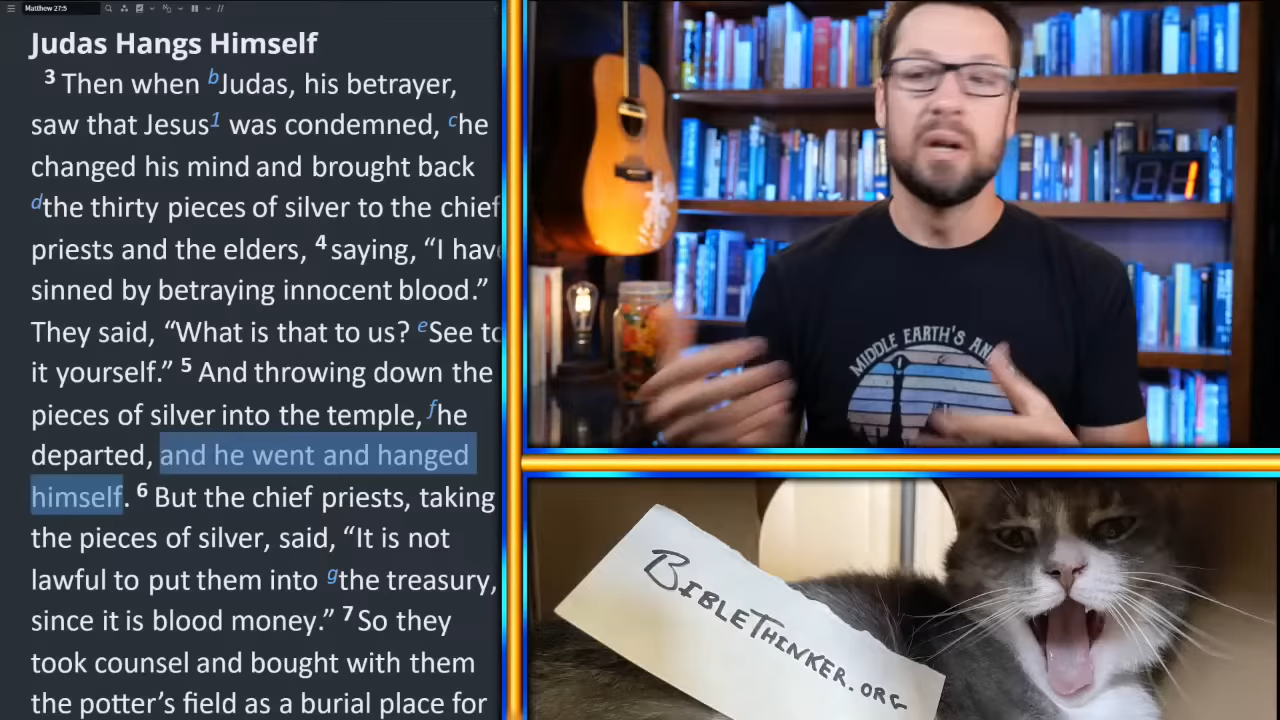 Matthew 27:5
Judas Hangs Himself
3 Then when bJudas, his betrayer,
saw that Jesus1 was condemned, che
changed his mind and brought back
dthe thirty pieces of silver to the chief
priests and the elders, 4 saying, “I have
sinned by betraying innocent blood.”
They said, “What is that to us? eSee to
it yourself.” 5 And throwing down the
pieces of silver into the temple, fhe
departed, and he went and hanged
himself. 6 But the chief priests, taking
the pieces of silver, said, “It is not
lawful to put them into gthe treasury,
since it is blood money.” 7 So they
took counsel and bought with them
the potter’s field as a burial place for
MIDDLE EARTH'S
BIBLETHINKER.ORG